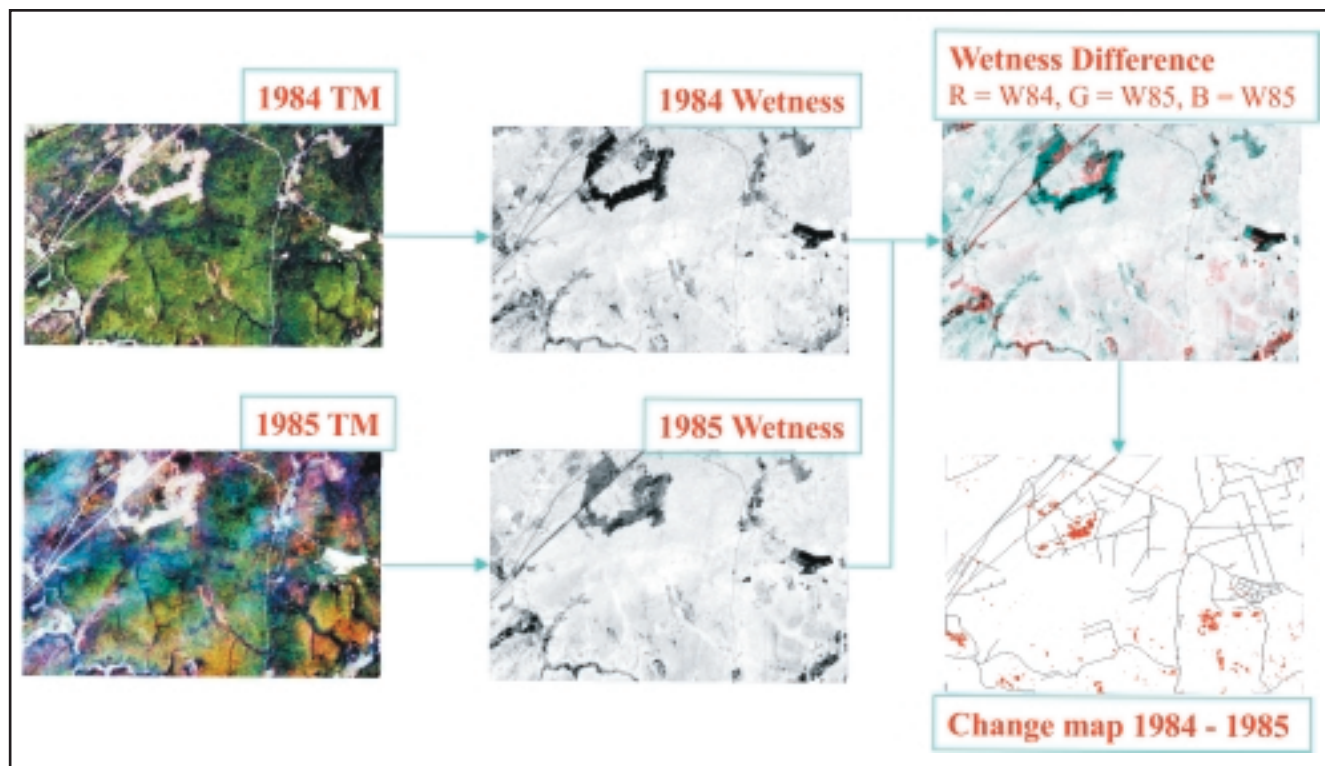 1984 TM
1984 Wetness
Wetness Difference
R = W84, G = W85, B = W85
1985 TM
1985 Wetness
Change map 1984 - 1985